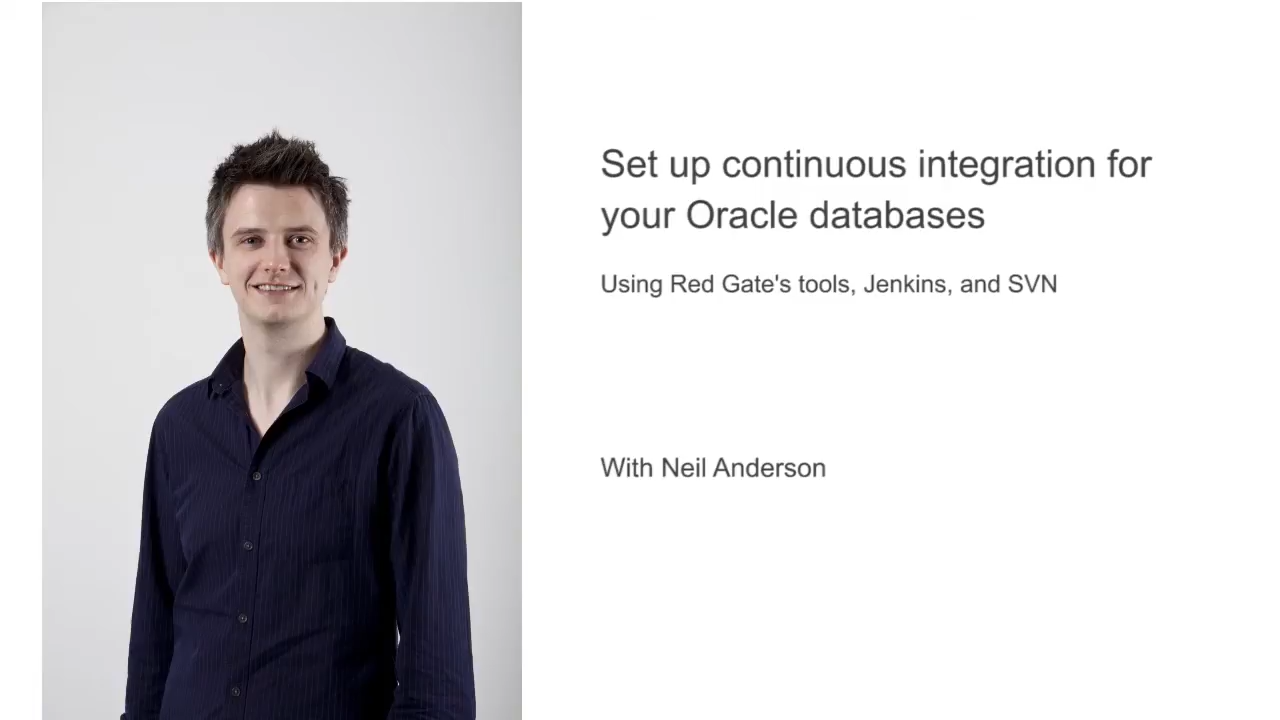 Set up continuous integration for
your Oracle databases
Using Red Gate's tools, Jenkins, and SVN
With Neil Anderson